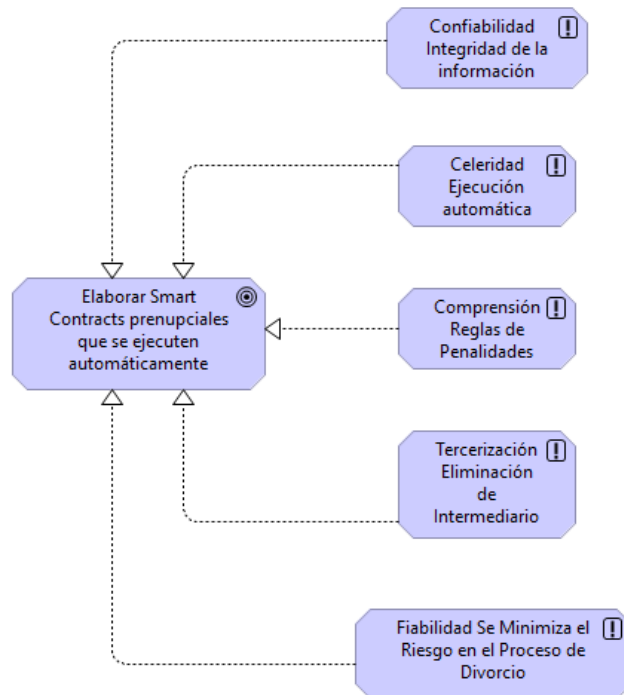 Confiabilidad
Integridad de la
información
Celeridad
Ejecución
automática
Elaborar Smart
Contracts prenupciales
que se ejecuten
automáticamente
Comprensión
Reglas de
Penalidades
Tercerización
Eliminación
de
Intermediario
Fiabilidad Se Minimiza el
Riesgo en el Proceso de
Divorcio